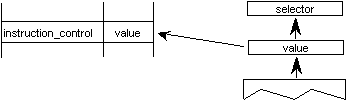 selector
instruction_control value
value